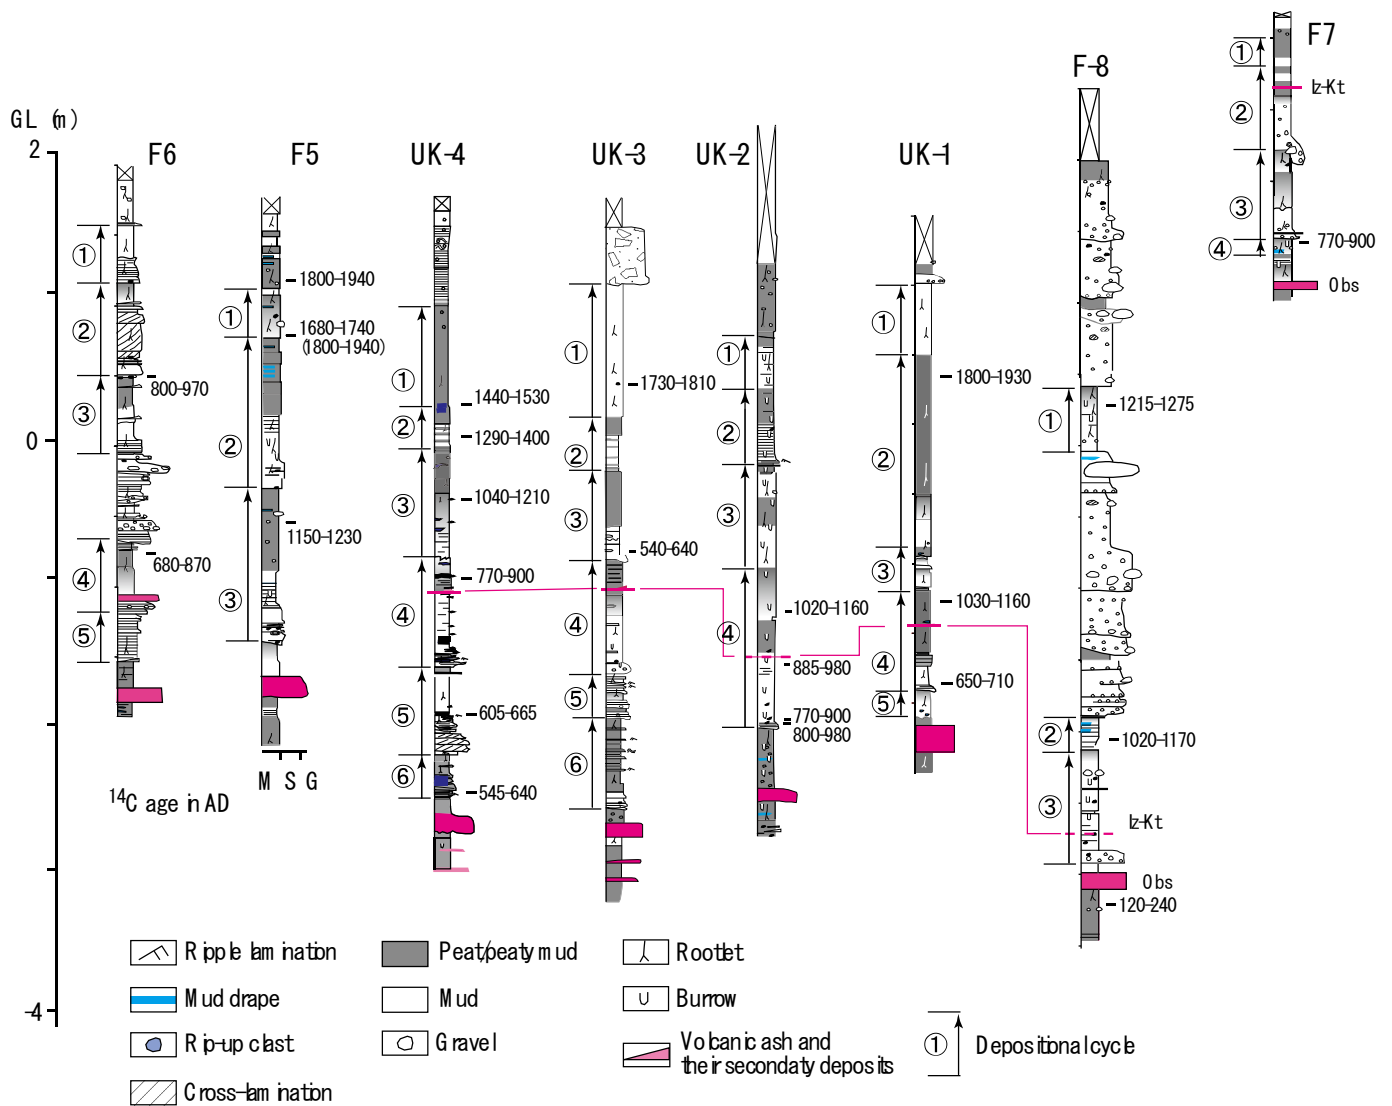 GL (m)
2
0
-4
F6
①
②
800-970
③
680-870
④
⑤
F5
1800-1940
①
1680-1740
(1800-1940)
②
1150-1230
③
M S G
14C age in AD
UK-4
①
1440-1530
②
1290-1400
③
1040-1210
770-900
④
⑤
605-665
⑥
545-640
UK-3
①
1730-1810
②
③
540-640
④
⑤
⑥
UK-2
①
②
③
1020-1160
④
885-980
770-900
800-980
UK-1
①
1800-1930
②
③
1030-1160
④
650-710
⑤
F-8
①
1215-1275
②
1020-1170
③
Iz-Kt
Obs
120-240
F7
①
Iz-Kt
②
③
④
770-900
Obs
Ripple lamination
Mud drape
Rip-up clast
Cross-lamination
Peat/peaty mud
Mud
Gravel
Rootlet
Burrow
Volcanic ash and
their secondaty deposits
①
Depositional cycle